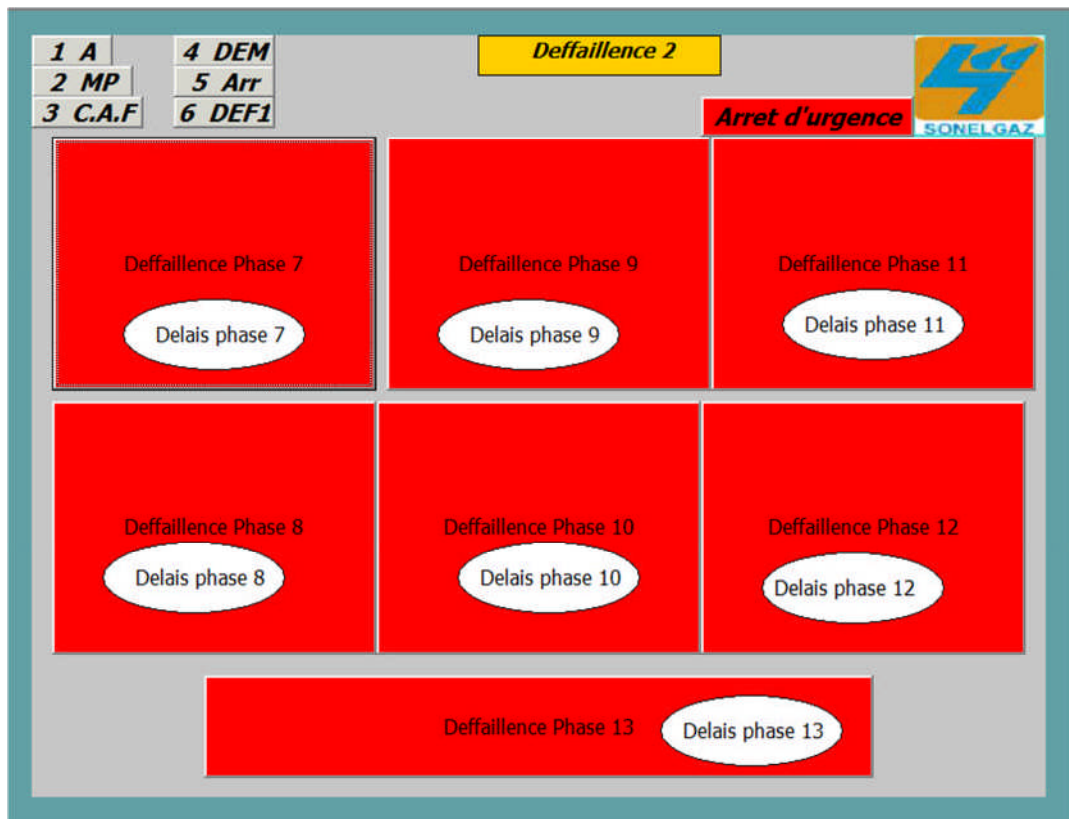 1 A
4 DEM
Deffaillence 2
2 MP
5 Arr
3 C.A.F
6 DEF1
Arret d'urgence
SONELGAZ
Deffaillence Phase 7
Deffaillence Phase 9
Deffaillence Phase 11
Delais phase 7
Delais phase 9
Delais phase 11
Deffaillence Phase 8
Deffaillence Phase 10
Deffaillence Phase 12
Delais phase 8
Delais phase 10
Delais phase 12
Deffaillence Phase 13
Delais phase 13